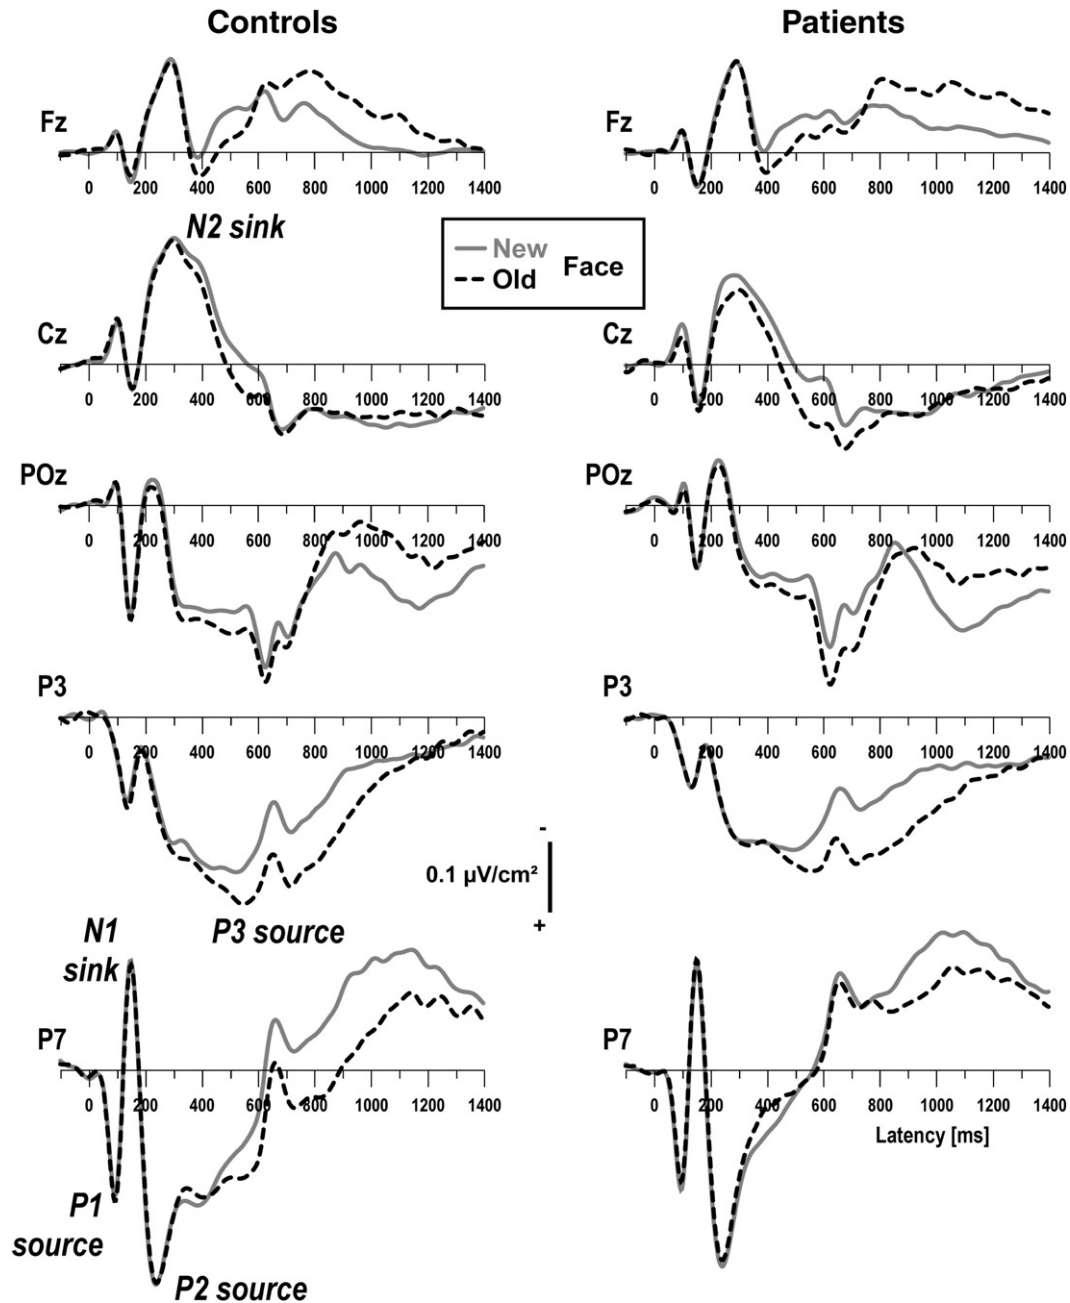 Controls Patients
Fz Fz
0 200 400 600 800 1000 1200 1400 0 200 400 600 800 1000 1200 1400
N2 sink
New
Old
Face
Cz Cz
0 200 400 600 800 1000 1200 1400 0 200 400 600 800 1000 1200 1400
POz POz
0 200 400 600 800 1000 1200 1400 0 200 400 600 800 1000 1200 1400
P3 P3
0 200 400 600 800 1000 1200 1400 0 200 400 600 800 1000 1200 1400
-
0.1 µV/cm²
+
N1
sink
P3 source
P7 P7
0 200 400 600 800 1000 1200 1400 0 200 400 600 800 1000 1200 1400
Latency [ms]
P1
source
P2 source